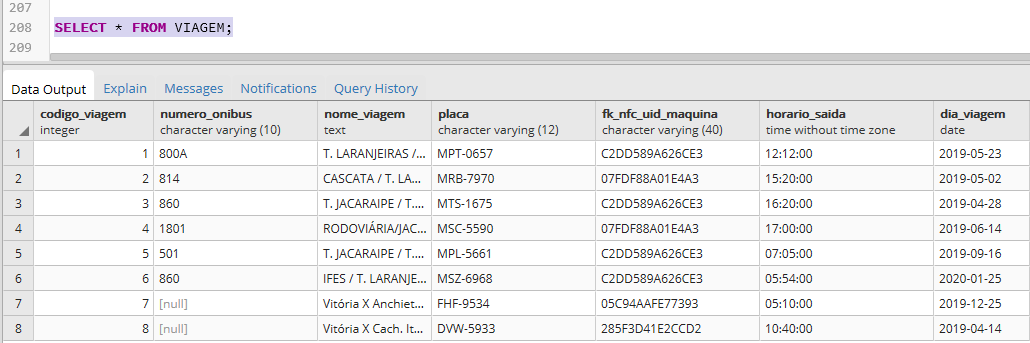 207
208 SELECT * FROM VIAGEM;
209
Data Output Explain Messages Notifications Query History
codigo_viagem numero_onibus nome_viagem placa fk_nfc_uid_maquina horario_saida dia_viagem
integer character varying (10) text character varying (12) character varying (40) time without time zone date
1 1 800A T. LARANJEIRAS /... MPT-0657 C2DD589A626CE3 12:12:00 2019-05-23
2 2 814 CASCATA / T. LA... MRB-7970 07FDF88A01E4A3 15:20:00 2019-05-02
3 3 860 T. JACARAIPE / T.... MTS-1675 C2DD589A626CE3 16:20:00 2019-04-28
4 4 1801 RODOVIÁRIA/JAC... MSC-5590 07FDF88A01E4A3 17:00:00 2019-06-14
5 5 501 T. JACARAIPE / T.... MPL-5661 C2DD589A626CE3 07:05:00 2019-09-16
6 6 860 IFES / T. LARANJE... MSZ-6968 C2DD589A626CE3 05:54:00 2020-01-25
7 7 [null] Vitória X Anchiet... FHF-9534 05C94AAFE77393 05:10:00 2019-12-25
8 8 [null] Vitória X Cach. It... DVW-5933 285F3D41E2CCD2 10:40:00 2019-04-14